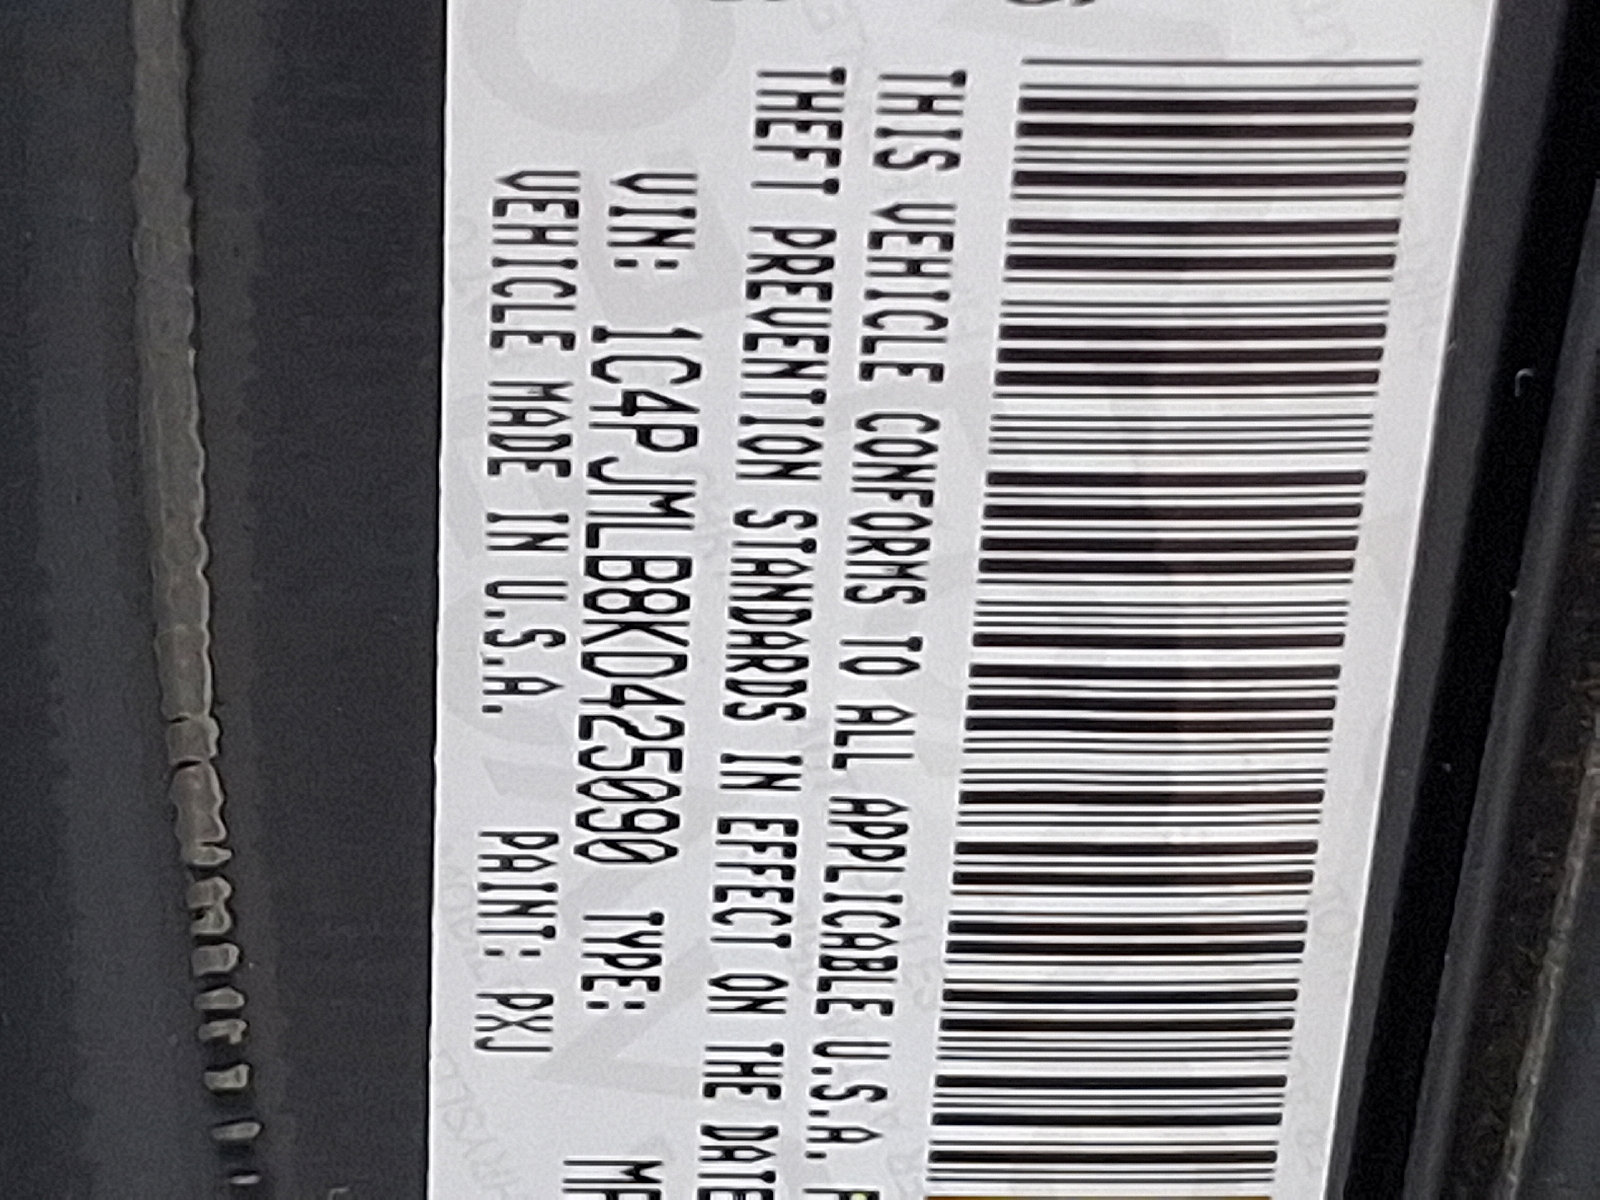 THIS VEHICLE CONFORMS TO ALL APPLICABLE U.S.A.
THEFT PREVENTION STANDARDS IN EFFECT ON THE DATE
VIN: 1C4PJMLB8KD425090 TYPE: MP
VEHICLE MADE IN U.S.A. PAINT: PXJ